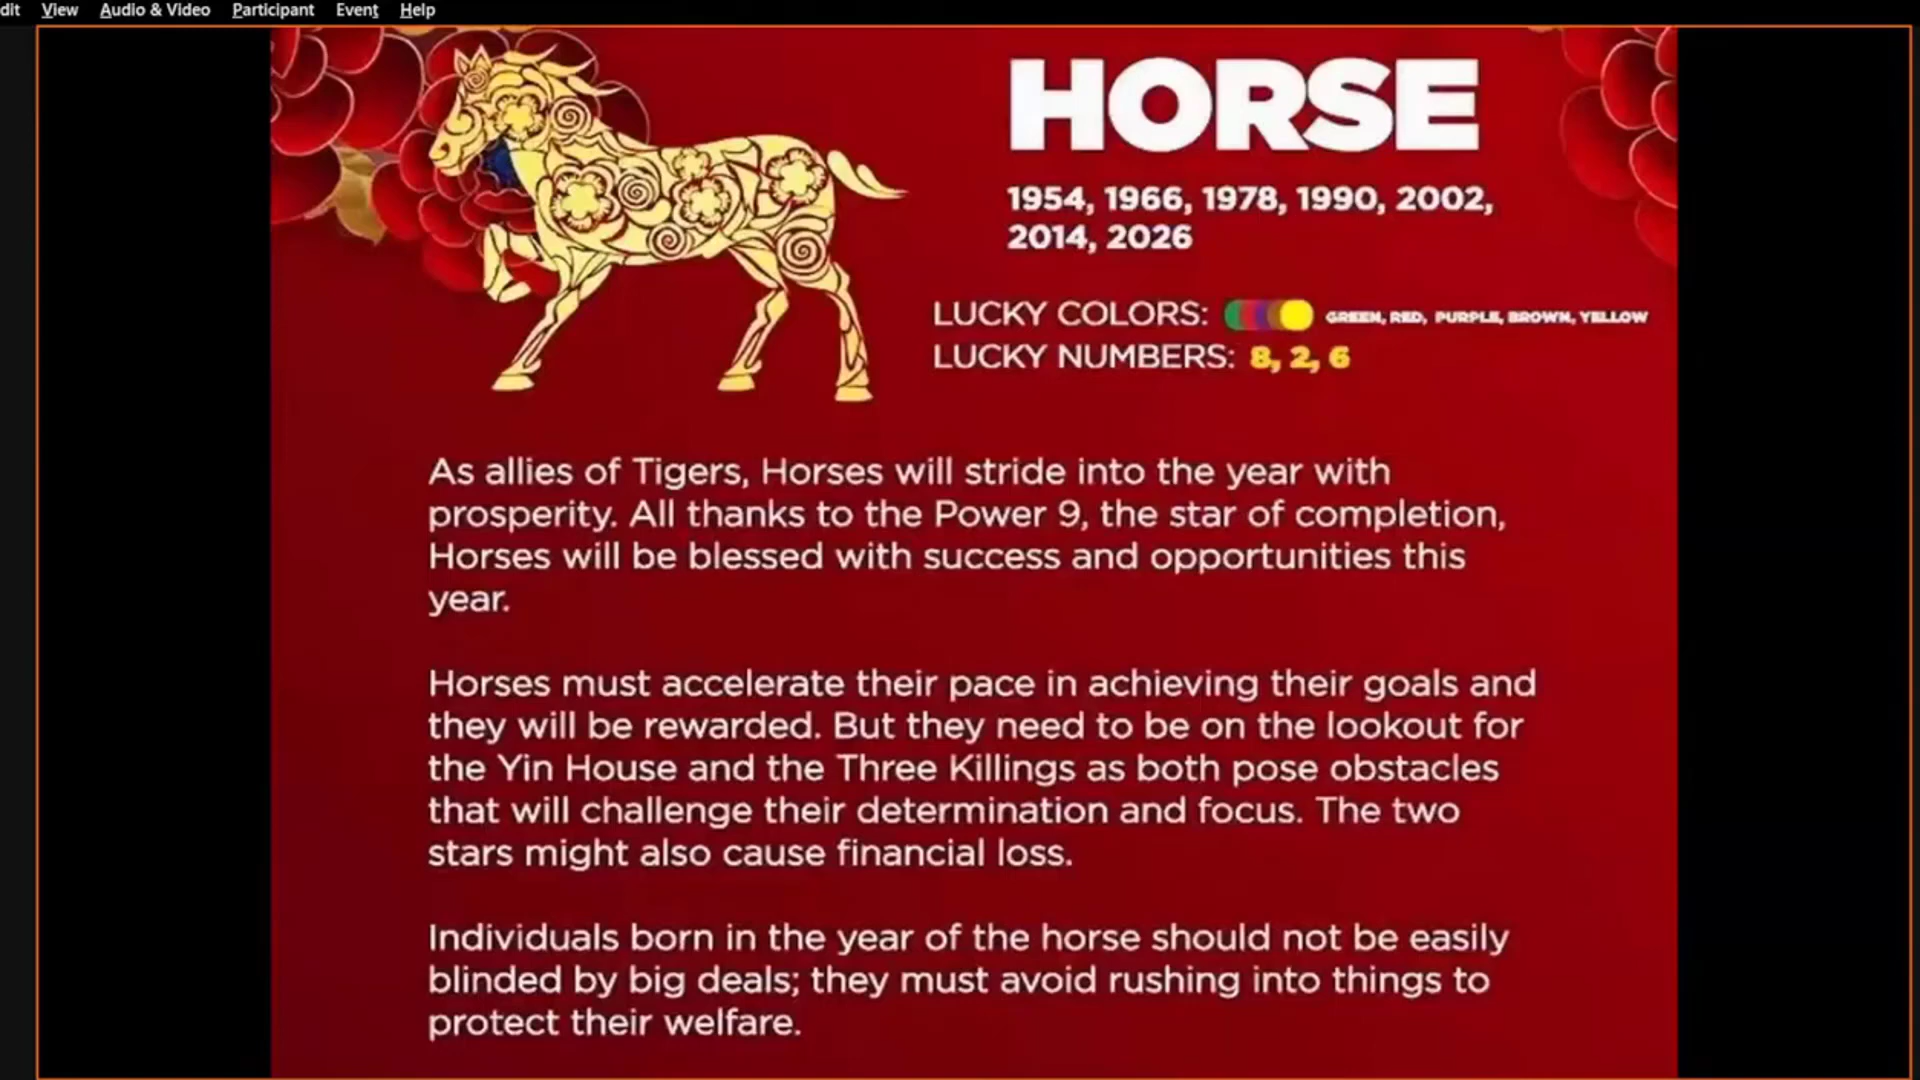 dit View Audio & Video Participant Event Help
HORSE
1954, 1966, 1978, 1990, 2002,
2014, 2026
LUCKY COLORS: GREEN, RED, PURPLE, BROWN, YELLOW
LUCKY NUMBERS: 8, 2, 6
As allies of Tigers, Horses will stride into the year with
prosperity. All thanks to the Power 9, the star of completion,
Horses will be blessed with success and opportunities this
year.
Horses must accelerate their pace in achieving their goals and
they will be rewarded. But they need to be on the lookout for
the Yin House and the Three Killings as both pose obstacles
that will challenge their determination and focus. The two
stars might also cause financial loss.
Individuals born in the year of the horse should not be easily
blinded by big deals; they must avoid rushing into things to
protect their welfare.